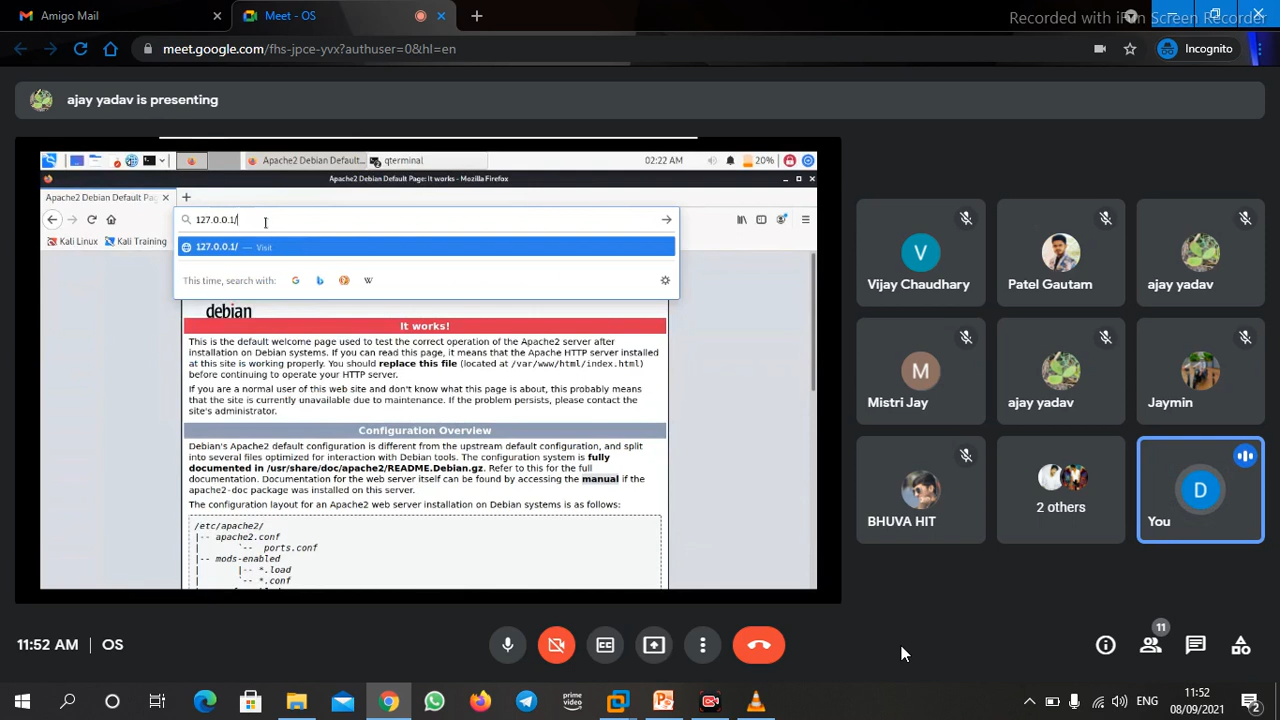 Amigo Mail
Meet - OS
Recorded with iFun Screen Recorder
meet.google.com/fhs-jpce-yvx?authuser=0&hl=en
Incognito
ajay yadav is presenting
Apache2 Debian Default...
qterminal
02:22 AM
20%
Apache2 Debian Default Page: It works - Mozilla Firefox
Apache2 Debian Default Pag
127.0.0.1/
Kali Linux
Kali Training
127.0.0.1/ — Visit
This time, search with:
debian
It works!
This is the default welcome page used to test the correct operation of the Apache2 server after
installation on Debian systems. If you can read this page, it means that the Apache HTTP server installed
at this site is working properly. You should replace this file (located at /var/www/html/index.html)
before continuing to operate your HTTP server.
If you are a normal user of this web site and don't know what this page is about, this probably means
that the site is currently unavailable due to maintenance. If the problem persists, please contact the
site's administrator.
Configuration Overview
Debian's Apache2 default configuration is different from the upstream default configuration, and split
into several files optimized for interaction with Debian tools. The configuration system is fully
documented in /usr/share/doc/apache2/README.Debian.gz. Refer to this for the full
documentation. Documentation for the web server itself can be found by accessing the manual if the
apache2-doc package was installed on this server.
The configuration layout for an Apache2 web server installation on Debian systems is as follows:
/etc/apache2/
|-- apache2.conf
|       `--  ports.conf
|-- mods-enabled
|       |-- *.load
|       `-- *.conf
V
Vijay Chaudhary
Patel Gautam
ajay yadav
M
Mistri Jay
ajay yadav
Jaymin
BHUVA HIT
2 others
D
You
11:52 AM | OS
11
prime
video
ENG
11:52
08/09/2021
2